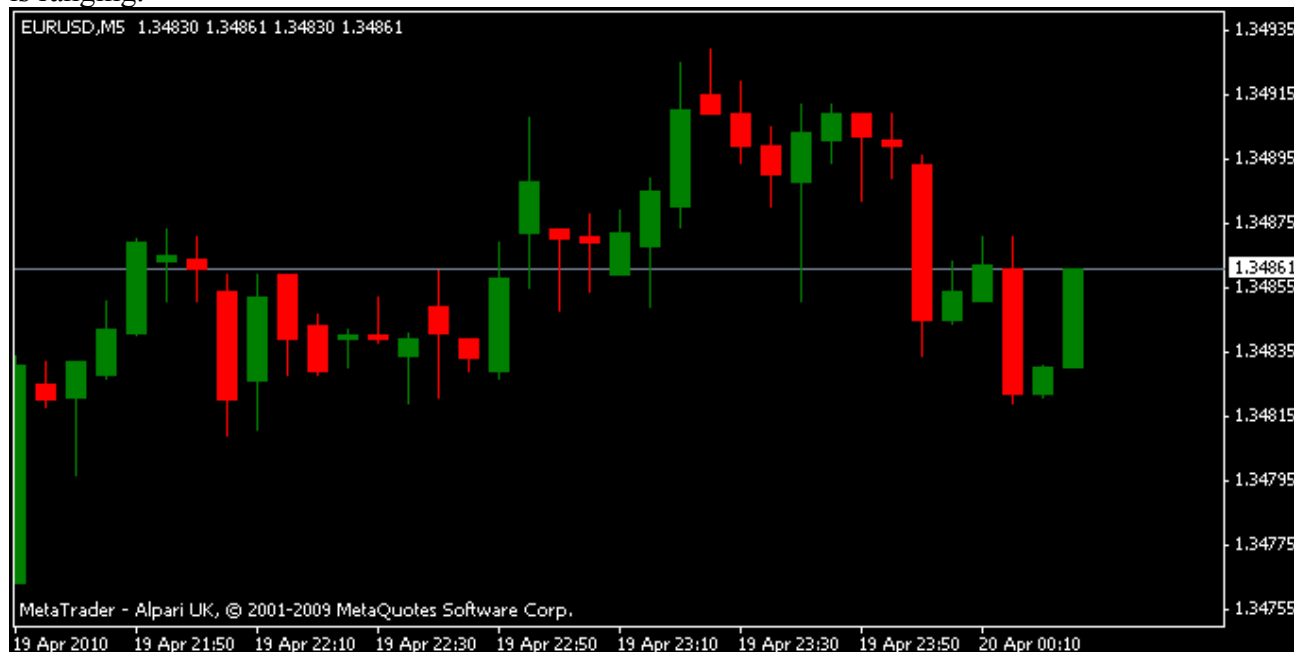 is ranging.
EURUSD,M5 1.34830 1.34861 1.34830 1.34861
1.34935
1.34915
1.34895
1.34875
1.34861
1.34855
1.34835
1.34815
1.34795
1.34775
1.34755
MetaTrader - Alpari UK, © 2001-2009 MetaQuotes Software Corp.
19 Apr 2010 19 Apr 21:50 19 Apr 22:10 19 Apr 22:30 19 Apr 22:50 19 Apr 23:10 19 Apr 23:30 19 Apr 23:50 20 Apr 00:10